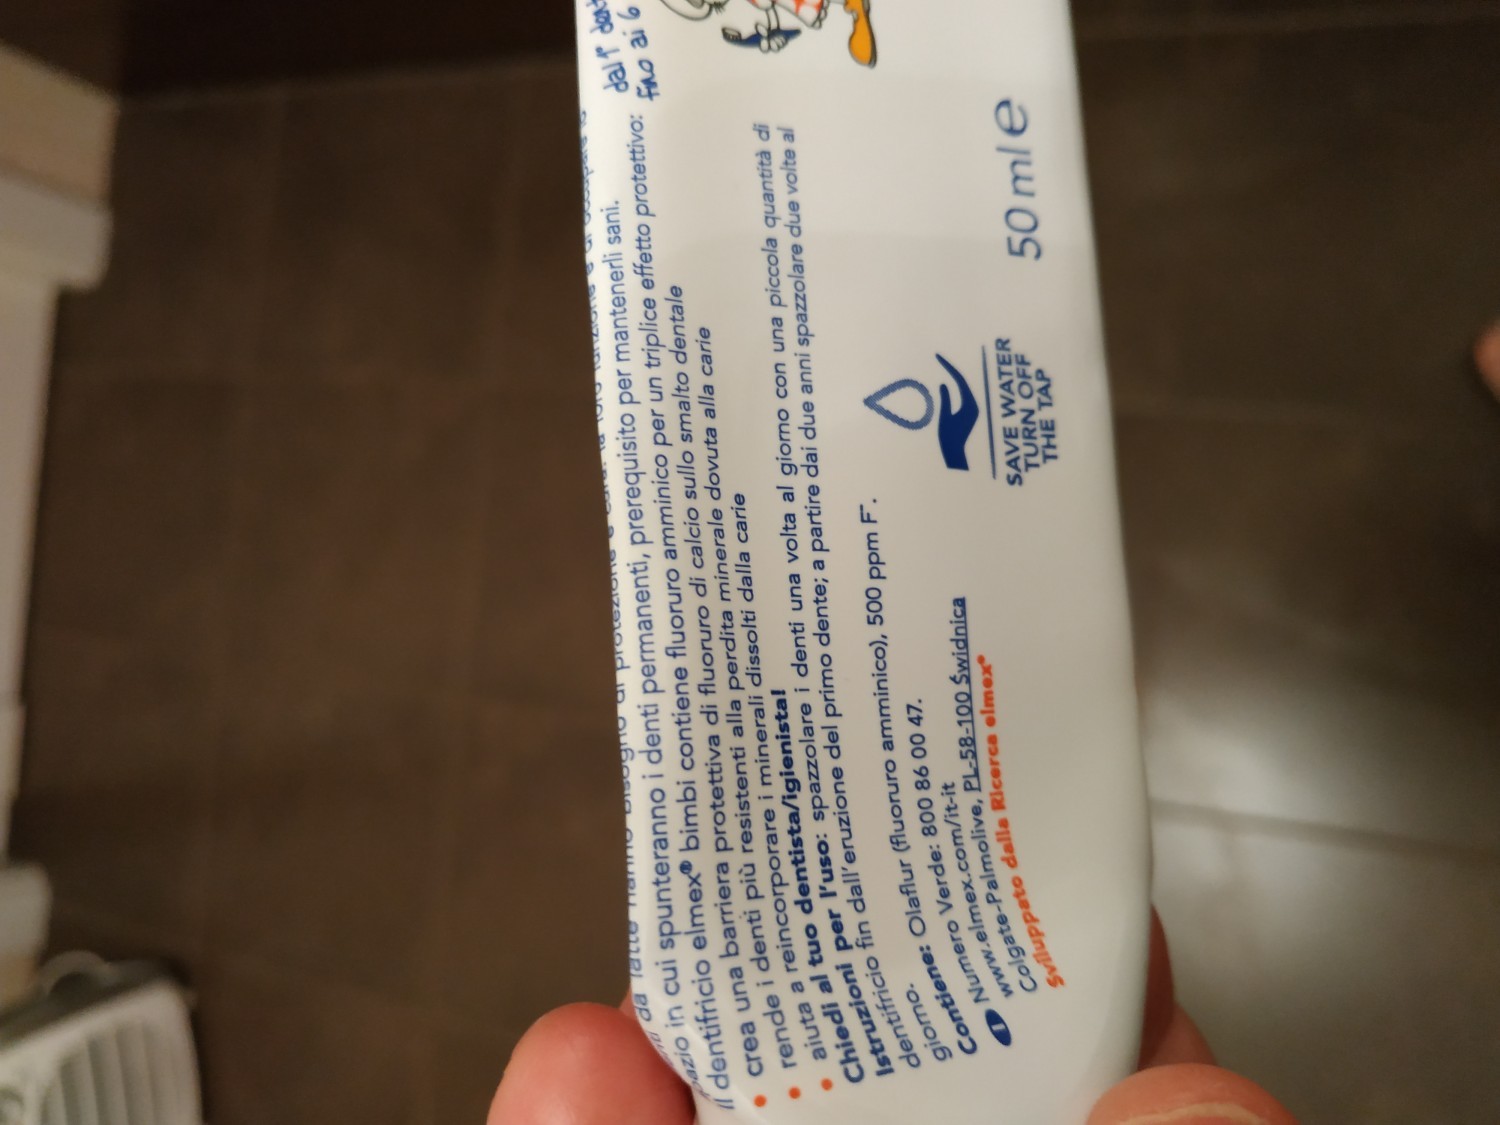 da latte hanno bisogno di protezione e
spazio in cui spunteranno i denti permanenti, prerequisito per mantenerli sani.
Il dentifricio elmex® bimbi contiene fluoruro amminico per un triplice effetto protettivo:
• crea una barriera protettiva di fluoruro di calcio sullo smalto dentale
• rende i denti più resistenti alla perdita minerale dovuta alla carie
• aiuta a reincorporare i minerali dissolti dalla carie
Chiedi al tuo dentista/igienista!
Istruzioni per l'uso: spazzolare i denti una volta al giorno con una piccola quantità di
dentifricio fin dall'eruzione del primo dente; a partire dai due anni spazzolare due volte al
giorno.
Contiene: Olaflur (fluoruro amminico), 500 ppm F⁻.
I Numero Verde: 800 86 00 47.
www.elmex.com/it-it
Colgate-Palmolive, PL-58-100 Świdnica
Sviluppato dalla Ricerca elmex®
SAVE WATER
TURN OFF
THE TAP
50 ml e
dal 1°
fino ai 6